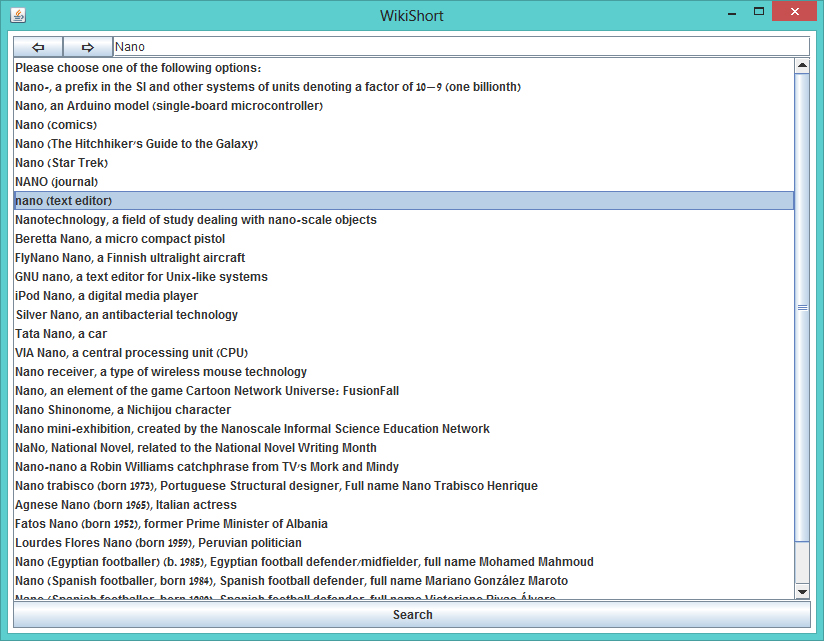 WikiShort
Nano
Please choose one of the following options:
Nano-, a prefix in the SI and other systems of units denoting a factor of 10−9 (one billionth)
Nano, an Arduino model (single-board microcontroller)
Nano (comics)
Nano (The Hitchhiker's Guide to the Galaxy)
Nano (Star Trek)
NANO (journal)
nano (text editor)
Nanotechnology, a field of study dealing with nano-scale objects
Beretta Nano, a micro compact pistol
FlyNano Nano, a Finnish ultralight aircraft
GNU nano, a text editor for Unix-like systems
iPod Nano, a digital media player
Silver Nano, an antibacterial technology
Tata Nano, a car
VIA Nano, a central processing unit (CPU)
Nano receiver, a type of wireless mouse technology
Nano, an element of the game Cartoon Network Universe: FusionFall
Nano Shinonome, a Nichijou character
Nano mini-exhibition, created by the Nanoscale Informal Science Education Network
NaNo, National Novel, related to the National Novel Writing Month
Nano-nano a Robin Williams catchphrase from TV's Mork and Mindy
Nano trabisco (born 1973), Portuguese Structural designer, Full name Nano Trabisco Henrique
Agnese Nano (born 1965), Italian actress
Fatos Nano (born 1952), former Prime Minister of Albania
Lourdes Flores Nano (born 1959), Peruvian politician
Nano (Egyptian footballer) (b. 1985), Egyptian football defender/midfielder, full name Mohamed Mahmoud
Nano (Spanish footballer, born 1984), Spanish football defender, full name Mariano González Maroto
Nano (Spanish footballer, born Spanish football defender, full name
Search